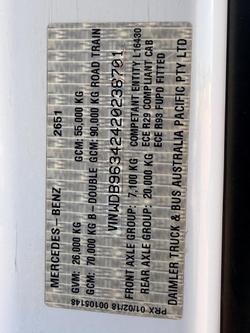 MERCEDES-BENZ 2651
GVM: 26,000 KG GCM: 55,000 KG
GCM: 70,000 KG B-DOUBLE GCM: 90,000 KG ROAD TRAIN
VIN WDB96342420238701
FRONT AXLE GROUP: 7,100 KG COMPETANT ENTITY L16430
REAR AXLE GROUP: 20,000 KG ECE R29 COMPLIANT CAB
ECE R93 FUPD FITTED
DAIMLER TRUCK & BUS AUSTRALIA PACIFIC PTY LTD
PRX 01/02/18 00105148